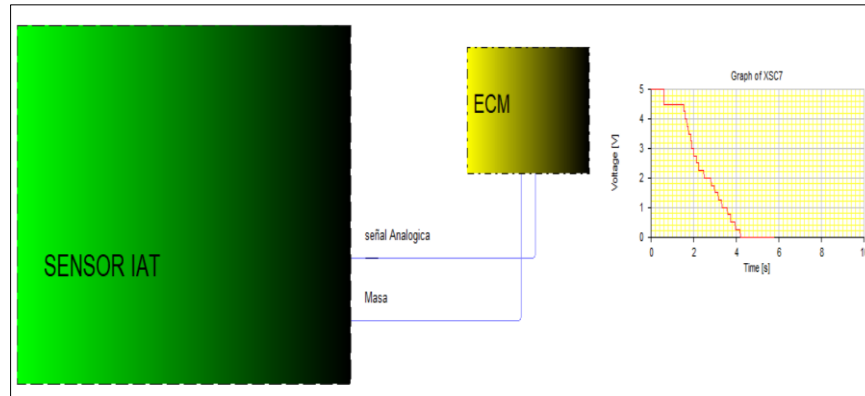 SENSOR IAT
ECM
señal Analogica
Masa
Graph of XSC7
Voltage [V]
5
4
3
2
1
0
0
2
4
6
8
10
Time [s]